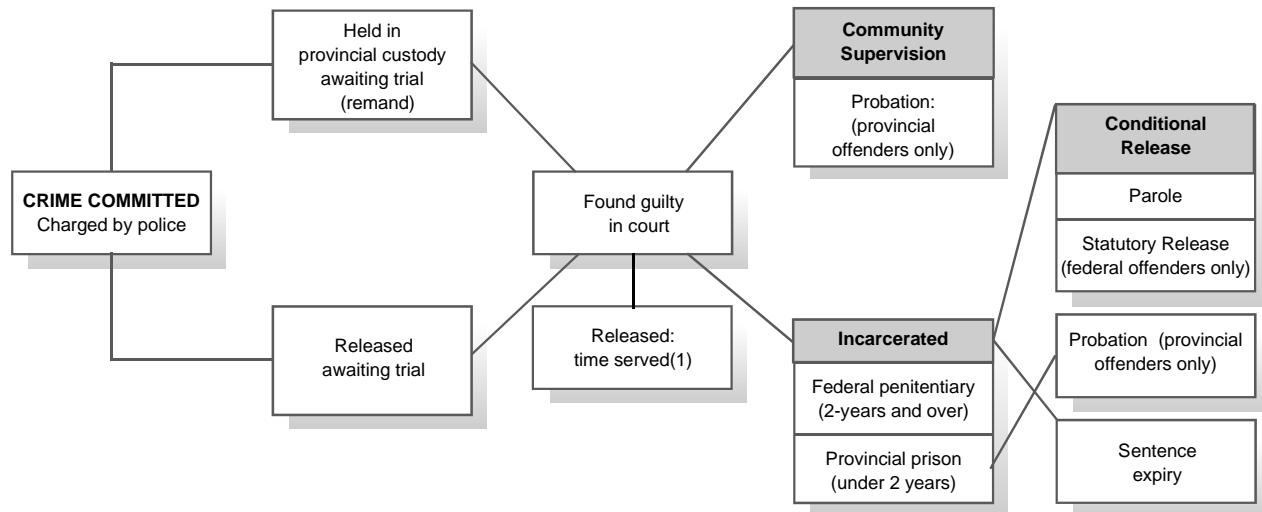 Held in
provincial custody
awaiting trial
(remand)
CRIME COMMITTED
Charged by police
Released
awaiting trial
Found guilty
in court
Released:
time served(1)
Community
Supervision
Probation:
(provincial
offenders only)
Incarcerated
Federal penitentiary
(2-years and over)
Provincial prison
(under 2 years)
Conditional
Release
Parole
Statutory Release
(federal offenders only)
Probation (provincial
offenders only)
Sentence
expiry